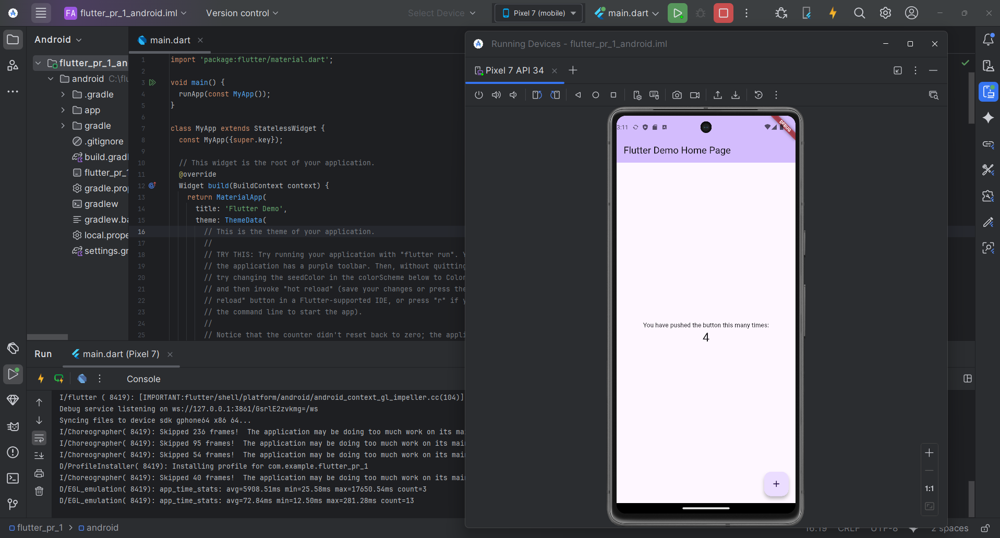 FA flutter_pr_1_android.iml
Version control
Select Device
Pixel 7 (mobile)
main.dart
Android
main.dart
flutter_pr_1_an
android C:\flu
.gradle
app
gradle
.gitignore
build.grad
flutter_pr_1
gradle.prop
gradlew
gradlew.ba
local.prope
settings.gr
1 import 'package:flutter/material.dart';
2
3 void main() {
4 runApp(const MyApp());
5 }
6
7 class MyApp extends StatelessWidget {
8 const MyApp({super.key});
9
10 // This widget is the root of your application.
11 @override
12 Widget build(BuildContext context) {
13 return MaterialApp(
14 title: 'Flutter Demo',
15 theme: ThemeData(
16 // This is the theme of your application.
17 //
18 // TRY THIS: Try running your application with "flutter run". Y
19 // the application has a purple toolbar. Then, without quitting
20 // try changing the seedColor in the colorScheme below to Color
21 // and then invoke "hot reload" (save your changes or press the
22 // reload" button in a Flutter-supported IDE, or press "r" if y
23 // the command line to start the app).
24 //
25 // Notice that the counter didn't reset back to zero; the appli
Running Devices - flutter_pr_1_android.iml
Pixel 7 API 34
3:11
DEBUG
Flutter Demo Home Page
You have pushed the button this many times:
4
+
1:1
Run
main.dart (Pixel 7)
Console
I/flutter ( 8419): [IMPORTANT:flutter/shell/platform/android/android_context_gl_impeller.cc(104)]
Debug service listening on ws://127.0.0.1:3861/GsrlE2zvkmg=/ws
Syncing files to device sdk gphone64 x86 64...
I/Choreographer( 8419): Skipped 236 frames!  The application may be doing too much work on its ma
I/Choreographer( 8419): Skipped 95 frames!  The application may be doing too much work on its mai
I/Choreographer( 8419): Skipped 54 frames!  The application may be doing too much work on its mai
D/ProfileInstaller( 8419): Installing profile for com.example.flutter_pr_1
I/Choreographer( 8419): Skipped 40 frames!  The application may be doing too much work on its mai
D/EGL_emulation( 8419): app_time_stats: avg=5908.51ms min=25.58ms max=17650.54ms count=3
D/EGL_emulation( 8419): app_time_stats: avg=72.84ms min=12.50ms max=281.28ms count=13
flutter_pr_1 > android
16:19 CRLF UTF-8 2 spaces